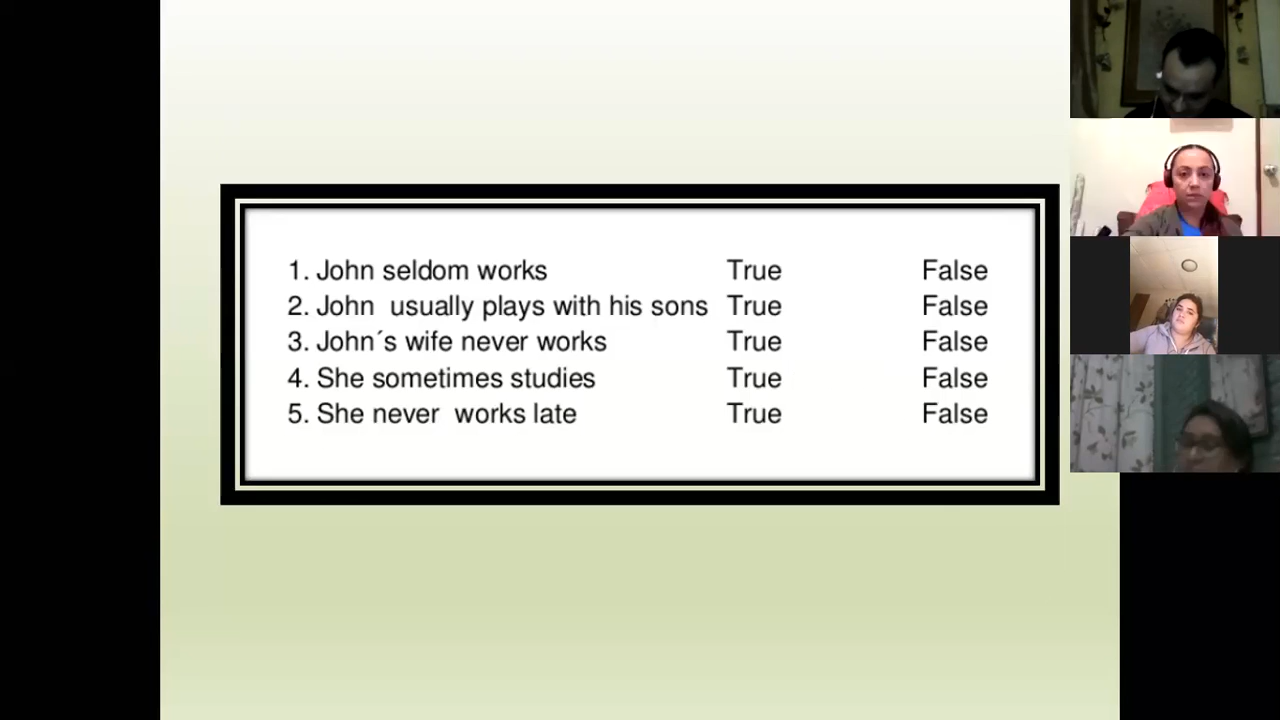 1. John seldom works True False
2. John  usually plays with his sons True False
3. John´s wife never works True False
4. She sometimes studies True False
5. She never  works late True False